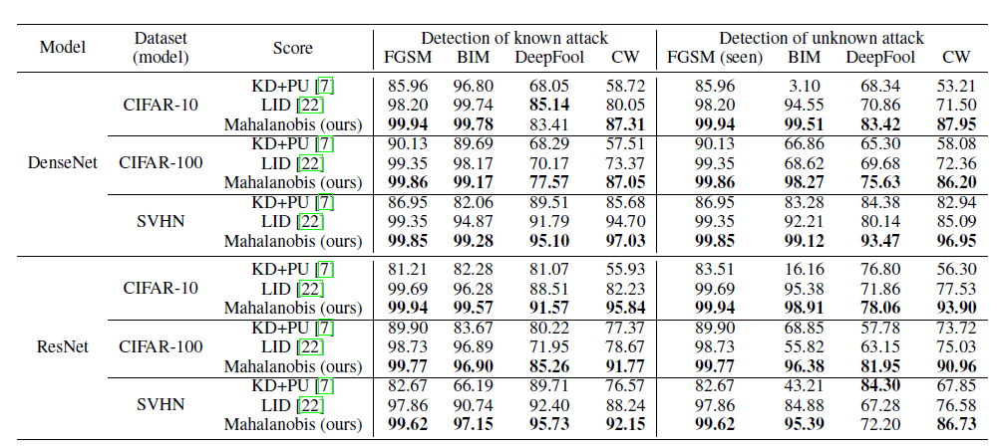 Model Dataset (model) Score Detection of known attack Detection of unknown attack
FGSM BIM DeepFool CW FGSM (seen) BIM DeepFool CW
DenseNet CIFAR-10 KD+PU [7] 85.96 96.80 68.05 58.72 85.96 3.10 68.34 53.21
LID [22] 98.20 99.74 85.14 80.05 98.20 94.55 70.86 71.50
Mahalanobis (ours) 99.94 99.78 83.41 87.31 99.94 99.51 83.42 87.95
CIFAR-100 KD+PU [7] 90.13 89.69 68.29 57.51 90.13 66.86 65.30 58.08
LID [22] 99.35 98.17 70.17 73.37 99.35 68.62 69.68 72.36
Mahalanobis (ours) 99.86 99.17 77.57 87.05 99.86 98.27 75.63 86.20
SVHN KD+PU [7] 86.95 82.06 89.51 85.68 86.95 83.28 84.38 82.94
LID [22] 99.35 94.87 91.79 94.70 99.35 92.21 80.14 85.09
Mahalanobis (ours) 99.85 99.28 95.10 97.03 99.85 99.12 93.47 96.95
ResNet CIFAR-10 KD+PU [7] 81.21 82.28 81.07 55.93 83.51 16.16 76.80 56.30
LID [22] 99.69 96.28 88.51 82.23 99.69 95.38 71.86 77.53
Mahalanobis (ours) 99.94 99.57 91.57 95.84 99.94 98.91 78.06 93.90
CIFAR-100 KD+PU [7] 89.90 83.67 80.22 77.37 89.90 68.85 57.78 73.72
LID [22] 98.73 96.89 71.95 78.67 98.73 55.82 63.15 75.03
Mahalanobis (ours) 99.77 96.90 85.26 91.77 99.77 96.38 81.95 90.96
SVHN KD+PU [7] 82.67 66.19 89.71 76.57 82.67 43.21 84.30 67.85
LID [22] 97.86 90.74 92.40 88.24 97.86 84.88 67.28 76.58
Mahalanobis (ours) 99.62 97.15 95.73 92.15 99.62 95.39 72.20 86.73